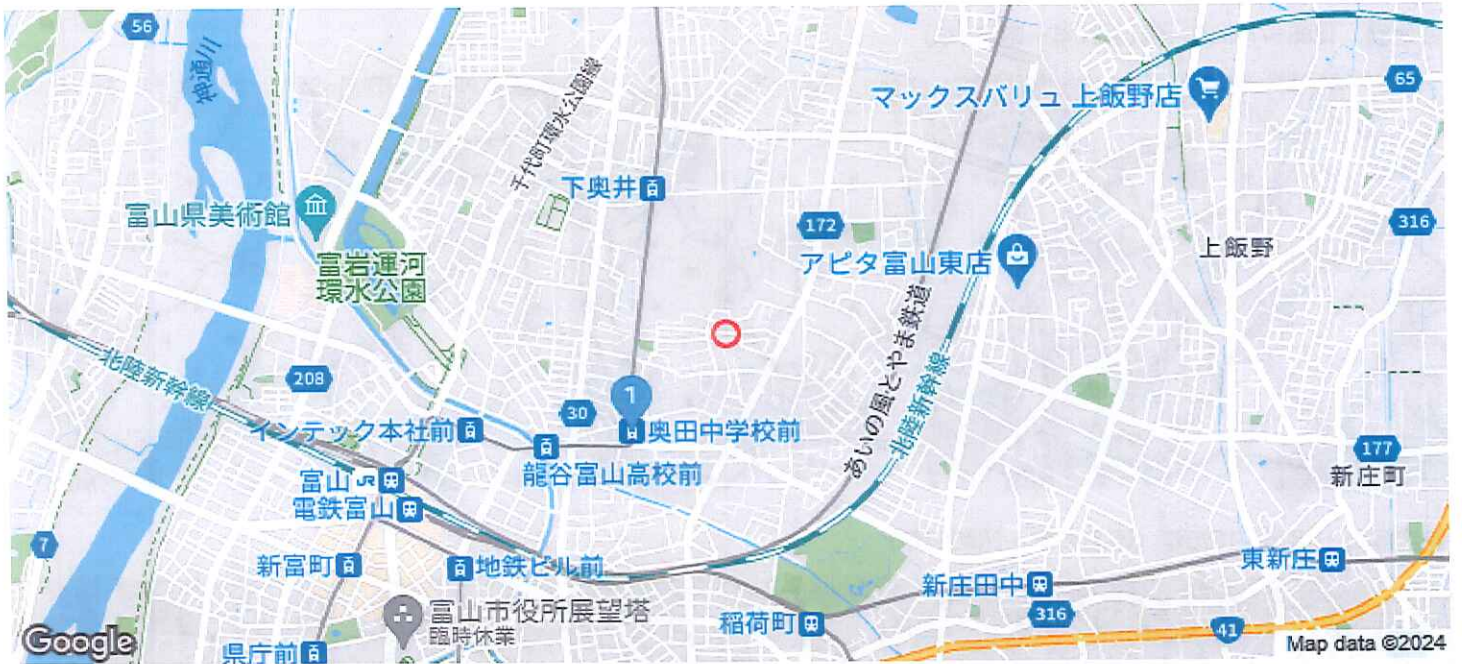 56
神通川
千代町環水公園線
マックスバリュ 上飯野店
65
下奥井
富山県美術館
172
316
上飯野
アピタ富山東店
富岩運河
環水公園
あいの風とやま鉄道
北陸新幹線
北陸新幹線
208
1
30
インテック本社前
奥田中学校前
龍谷富山高校前
177
新庄町
富山
JR
電鉄富山
7
新富町
地鉄ビル前
東新庄
新庄田中
富山市役所展望塔
臨時休業
稲荷町
316
41
県庁前
Google
Map data ©2024